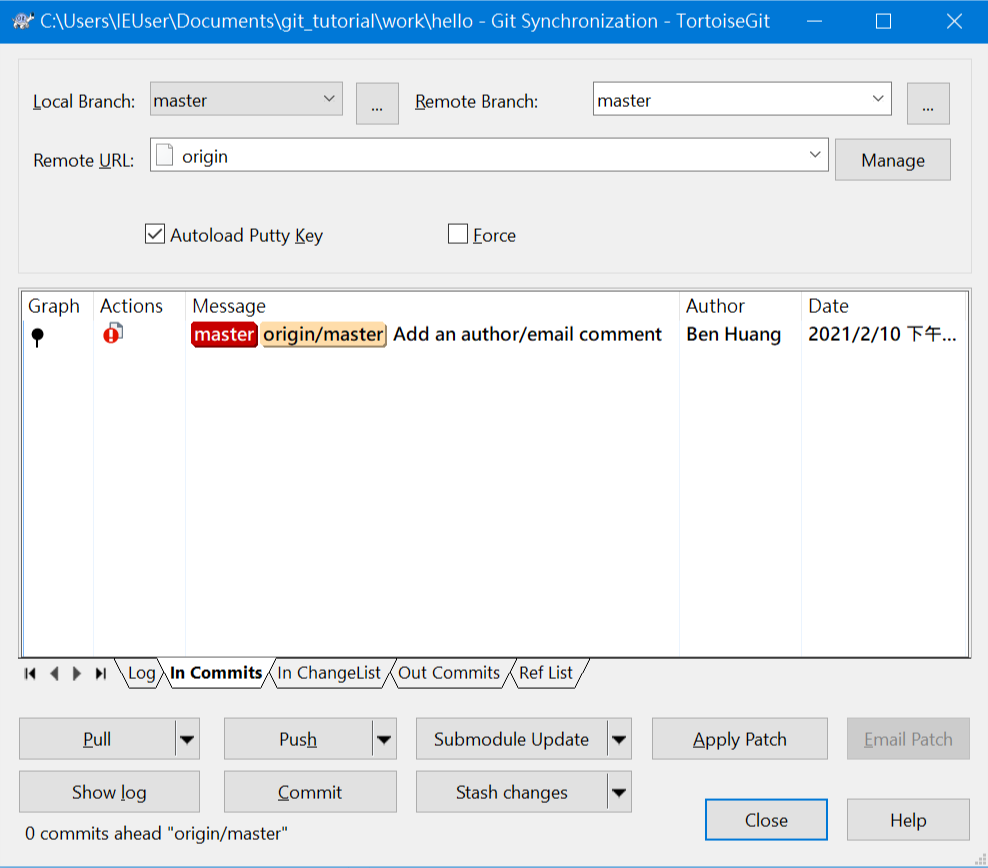 C:\Users\IEUser\Documents\git_tutorial\work\hello - Git Synchronization - TortoiseGit
Local Branch: master ... Remote Branch: master ...
Remote URL: origin Manage
Autoload Putty Key Force
Graph Actions Message Author Date
master origin/master Add an author/email comment Ben Huang 2021/2/10 下午...
Log In Commits In ChangeList Out Commits Ref List
Pull Push Submodule Update Apply Patch Email Patch
Show log Commit Stash changes
Close Help
0 commits ahead "origin/master"